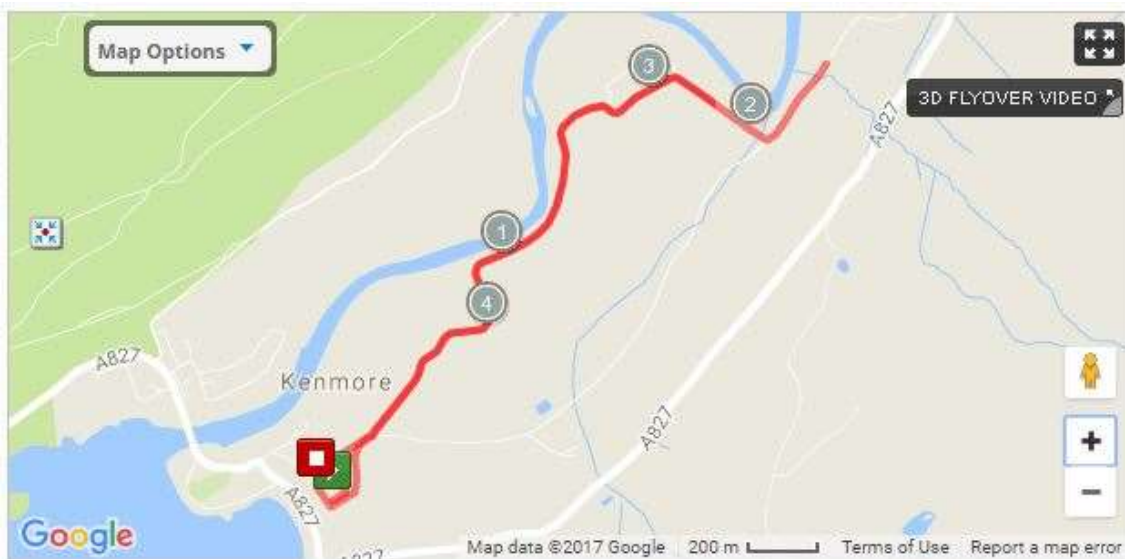 Map Options
3D FLYOVER VIDEO
3
2
A827
1
4
A827
Kenmore
A827
A827
+
−
Google
Map data ©2017 Google 200 m Terms of Use Report a map error